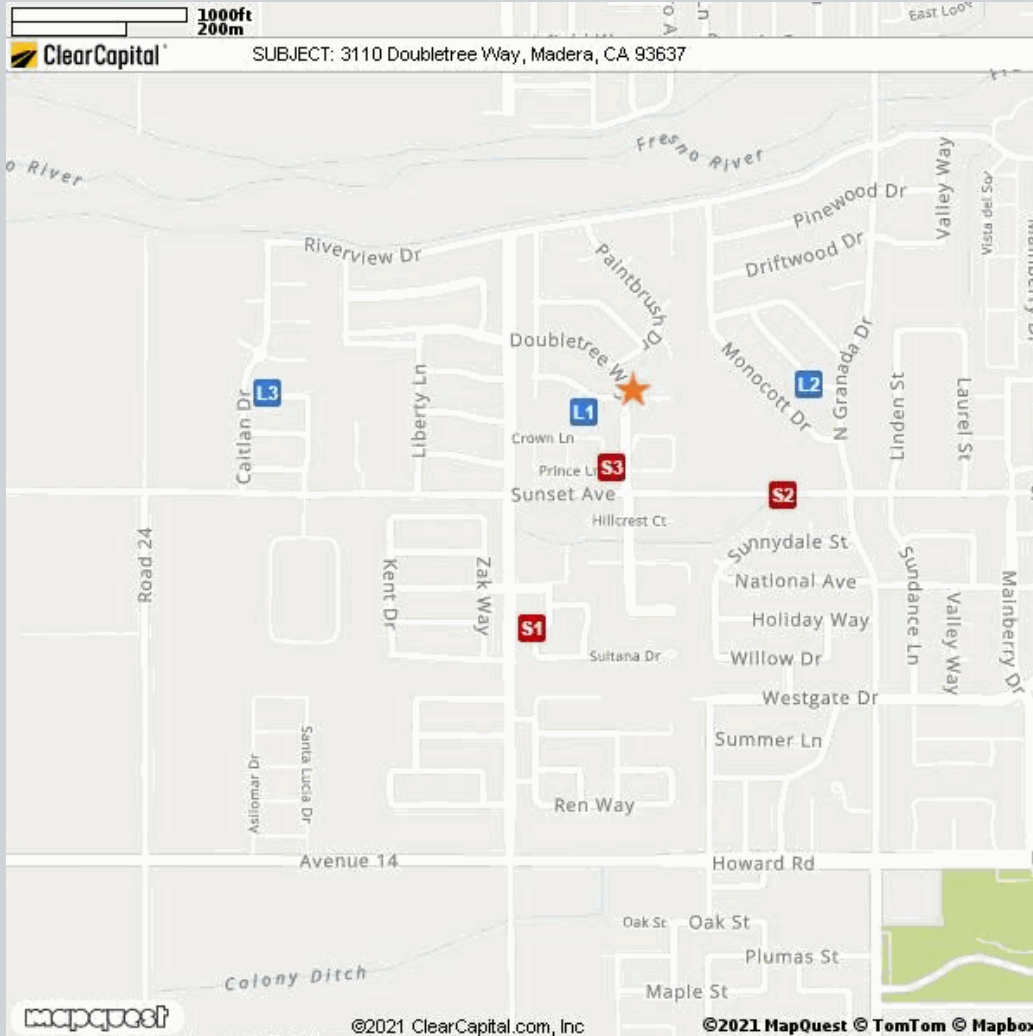 1000ft
200m
East Loop
ClearCapital
SUBJECT: 3110 Doubletree Way, Madera, CA 93637
Fresno River
River
Riverview Dr
Pinewood Dr
Valley Way
Vista del Sol
Driftwood Dr
Paintbrush Dr
Doubletree W
Monocott Dr
N Granada Dr
Linden St
Laurel St
L3
L2
L1
Caitlan Dr
Liberty Ln
Crown Ln
Prince Ln
S3
Sunset Ave
S2
Hillcrest Ct
Road 24
Kent Dr
Zak Way
Sunnydale St
National Ave
Sundance Ln
Valley Way
Mainberry Dr
S1
Holiday Way
Sultana Dr
Willow Dr
Westgate Dr
Summer Ln
Asilomar Dr
Santa Lucia Dr
Ren Way
Avenue 14
Howard Rd
Oak St
Oak St
Plumas St
Maple St
Colony Ditch
mapquest
©2021 ClearCapital.com, Inc
©2021 MapQuest © TomTom © Mapbox